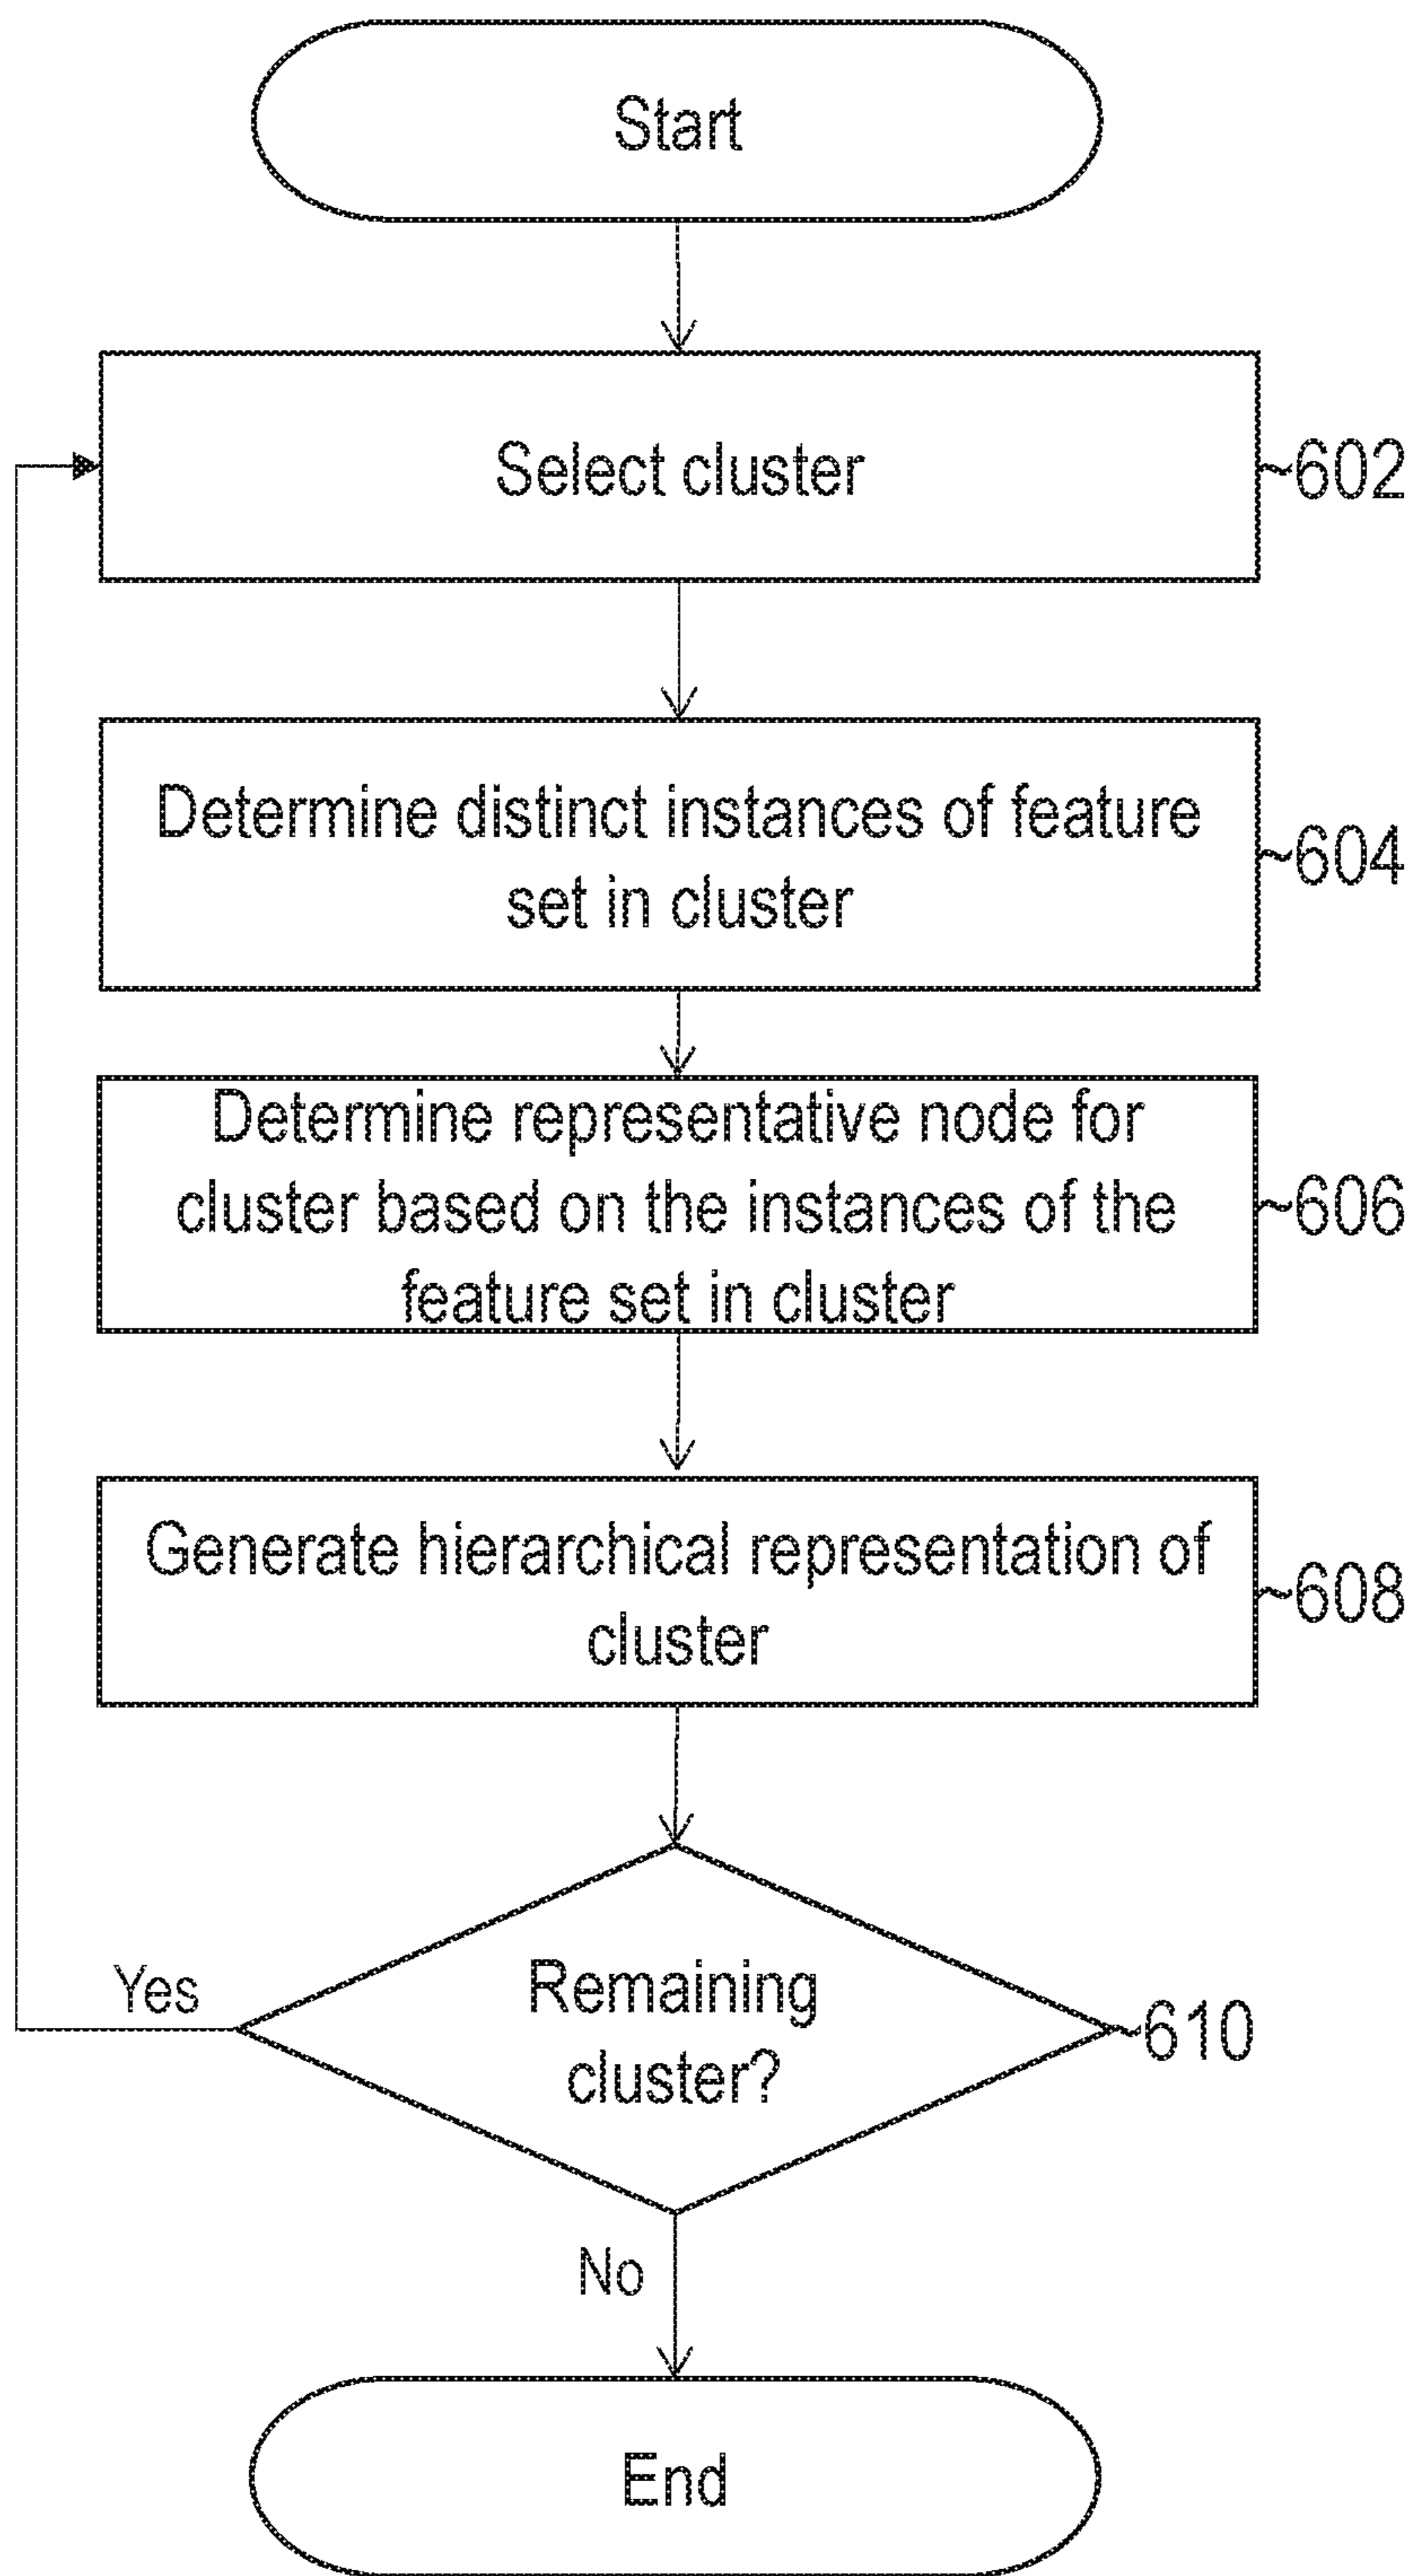 Start
Select cluster
~602
Determine distinct instances of feature
set in cluster
~604
Determine representative node for
cluster based on the instances of the
feature set in cluster
~606
Generate hierarchical representation of
cluster
~608
Yes
Remaining
cluster?
~610
No
End